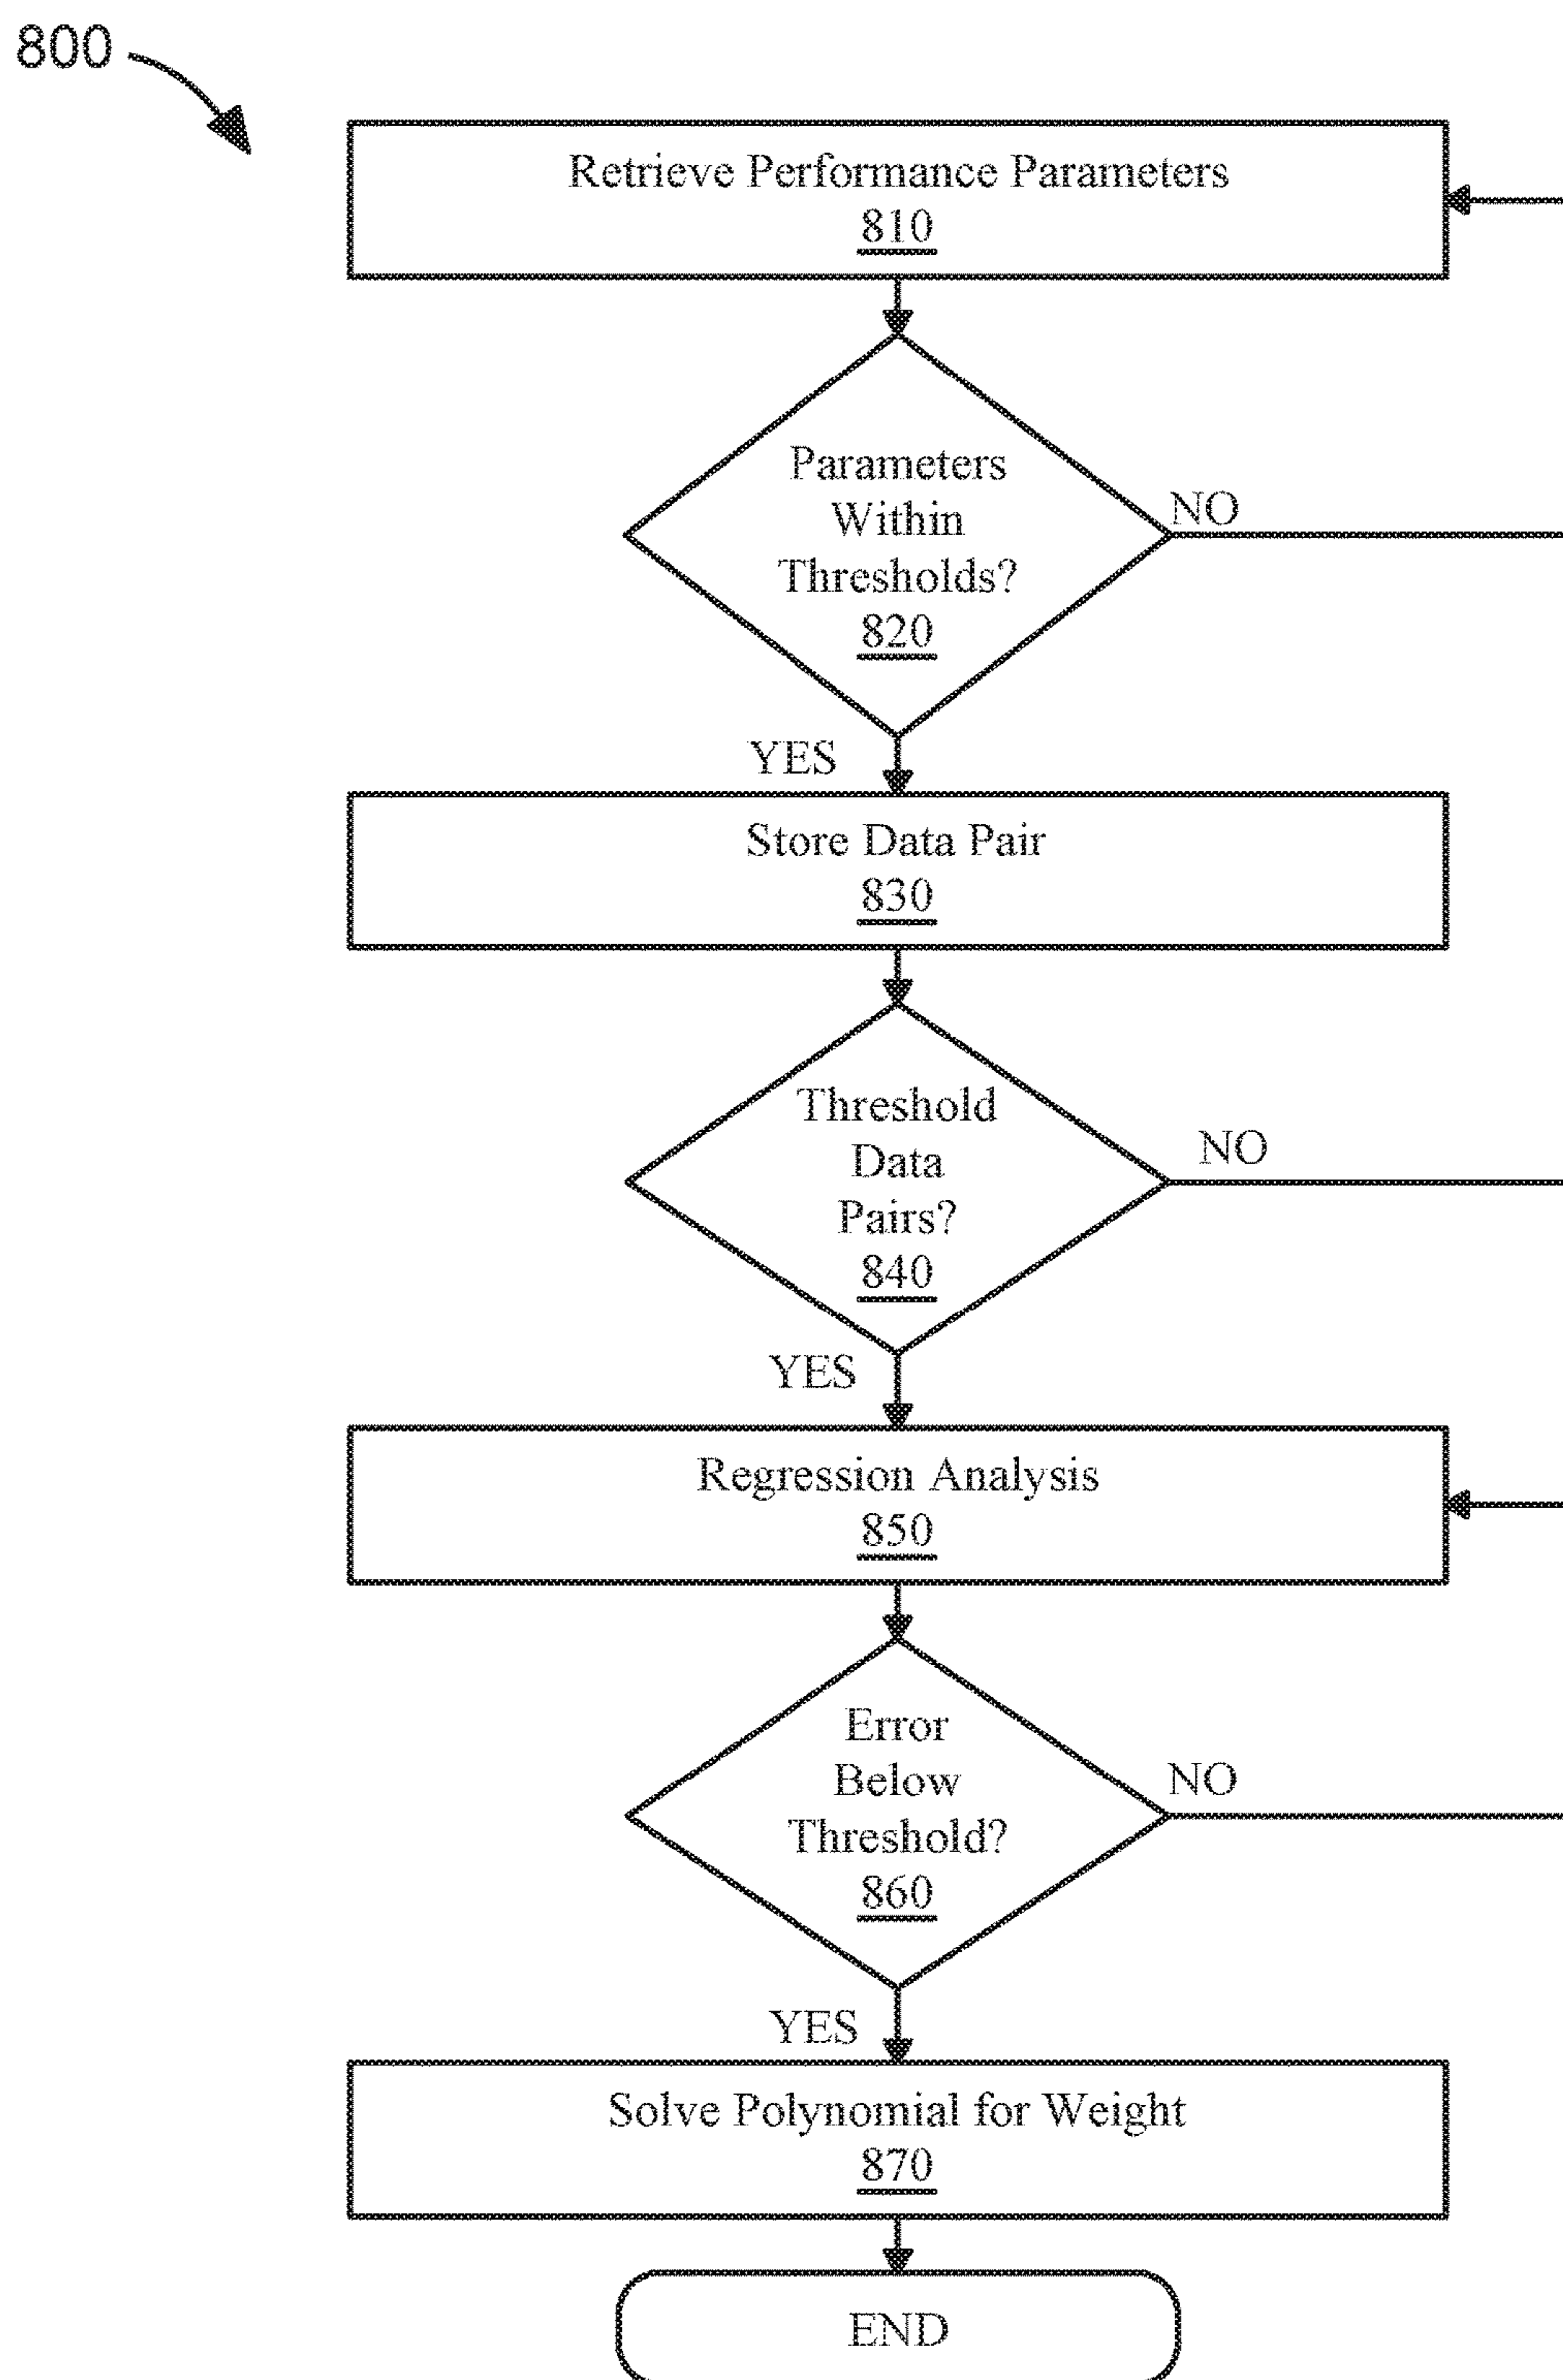 800
Retrieve Performance Parameters
810
Parameters
Within
Thresholds?
820
NO
YES
Store Data Pair
830
Threshold
Data
Pairs?
840
NO
YES
Regression Analysis
850
Error
Below
Threshold?
860
NO
YES
Solve Polynomial for Weight
870
END